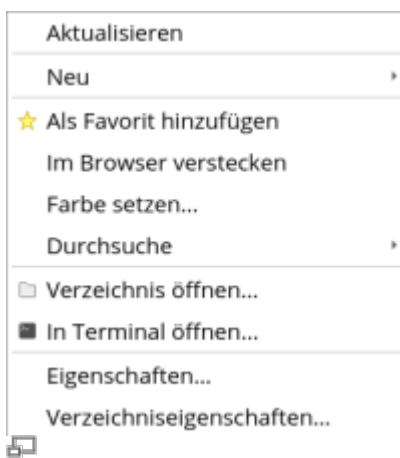 Aktualisieren
Neu
Als Favorit hinzufügen
Im Browser verstecken
Farbe setzen...
Durchsuche
Verzeichnis öffnen...
In Terminal öffnen...
Eigenschaften...
Verzeichniseigenschaften...